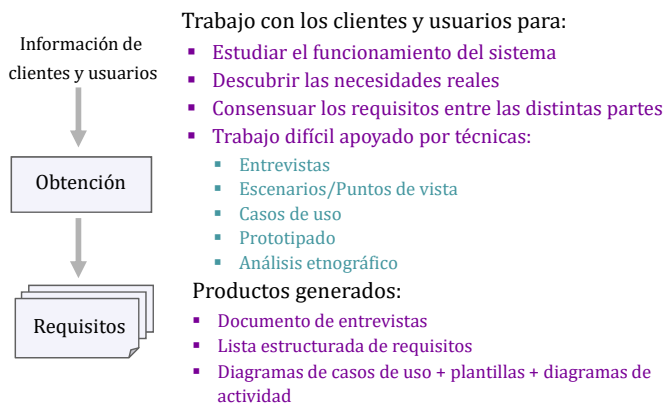 Información de
clientes y usuarios
Obtención
Requisitos
Trabajo con los clientes y usuarios para:
▪ Estudiar el funcionamiento del sistema
▪ Descubrir las necesidades reales
▪ Consensuar los requisitos entre las distintas partes
▪ Trabajo difícil apoyado por técnicas:
▪ Entrevistas
▪ Escenarios/Puntos de vista
▪ Casos de uso
▪ Prototipado
▪ Análisis etnográfico
Productos generados:
▪ Documento de entrevistas
▪ Lista estructurada de requisitos
▪ Diagramas de casos de uso + plantillas + diagramas de
actividad